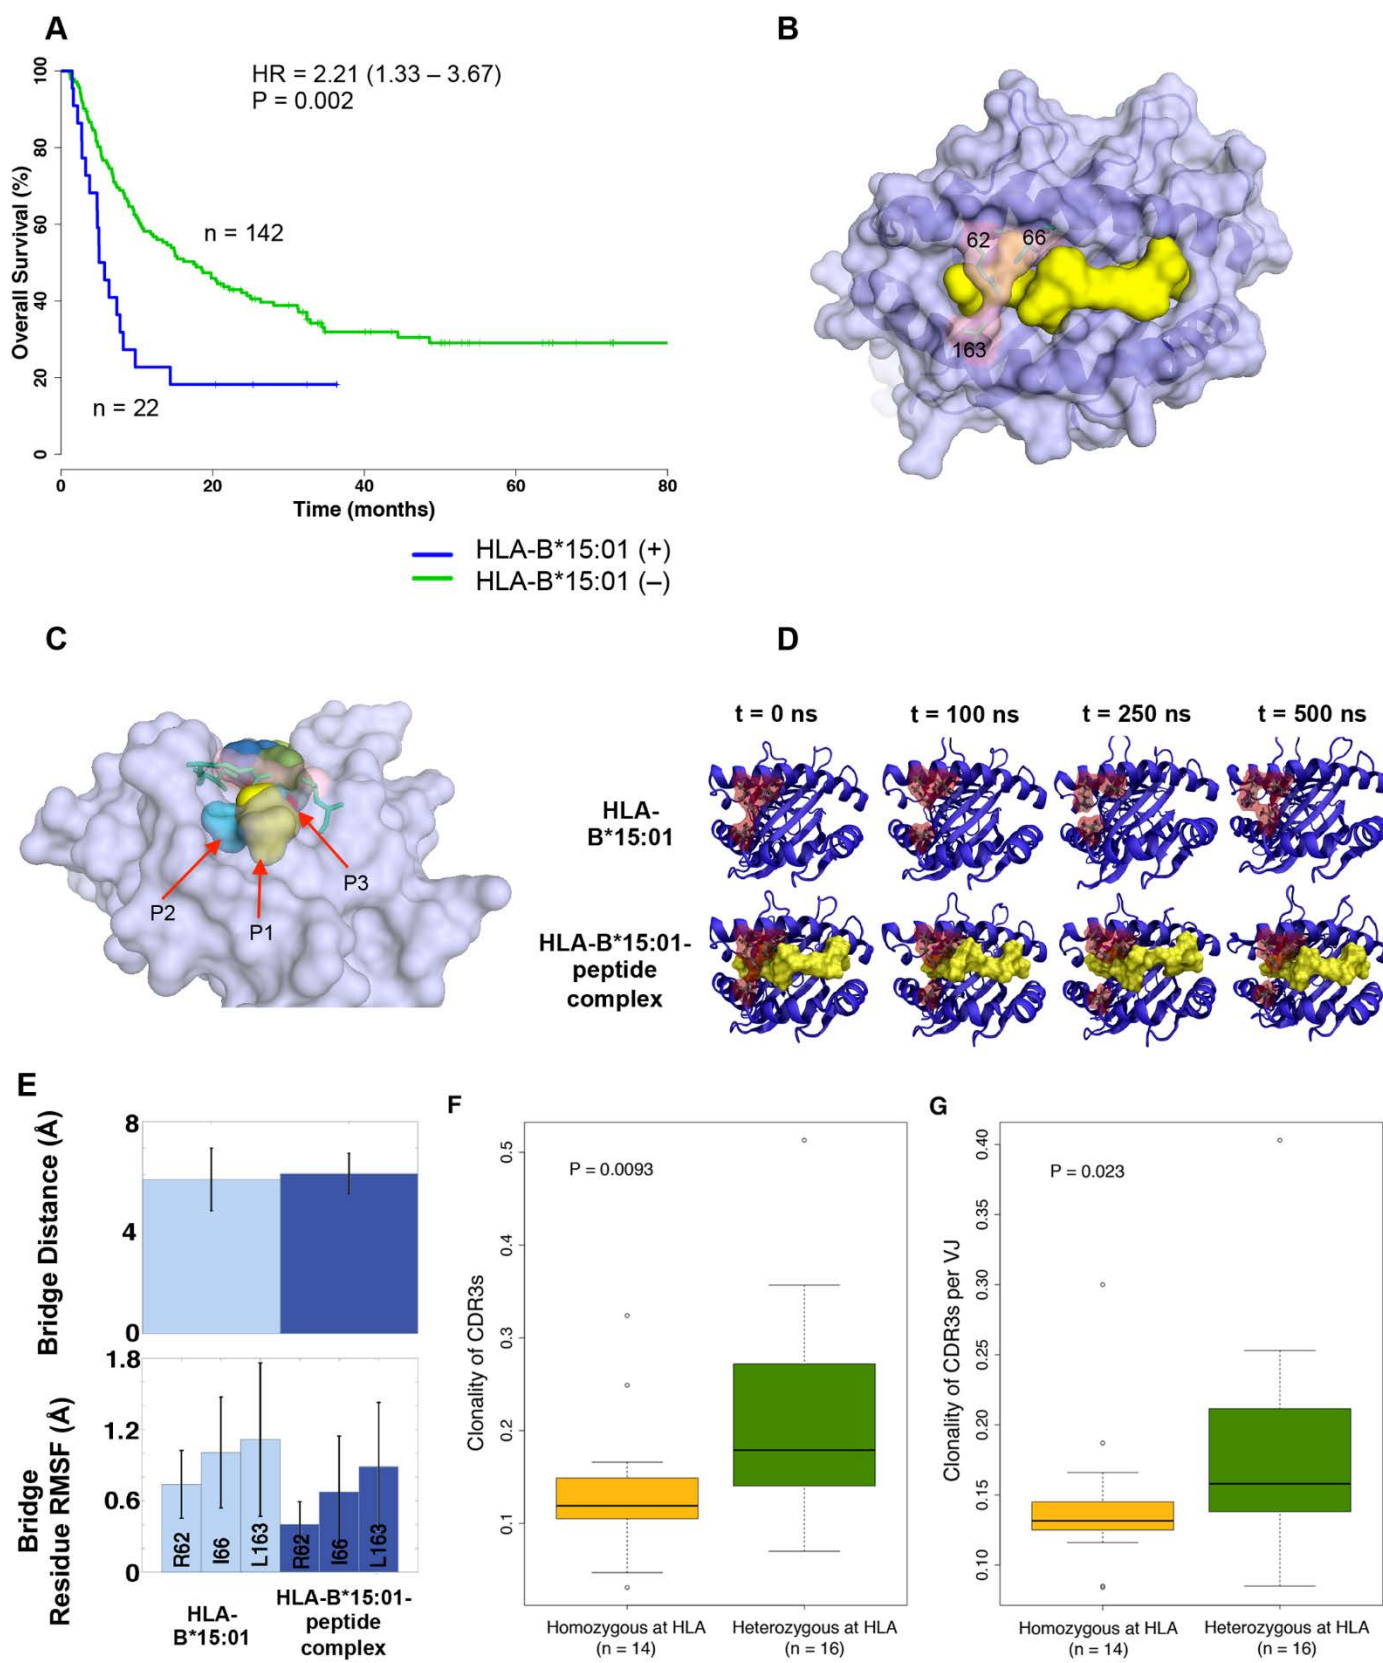 A
HR = 2.21 (1.33 – 3.67)
P = 0.002
Overall Survival (%)
100
80
60
40
20
0
n = 142
n = 22
0 20 40 60 80
Time (months)
HLA-B*15:01 (+)
HLA-B*15:01 (–)
B
62 66
163
C
P2
P1
P3
D
t = 0 ns t = 100 ns t = 250 ns t = 500 ns
HLA-
B*15:01
HLA-B*15:01-
peptide
complex
E
Bridge Distance (Å)
8
4
0
Bridge
Residue RMSF (Å)
1.8
1.2
0.6
0
R62 I66 L163 R62 I66 L163
HLA-
B*15:01
HLA-B*15:01-
peptide
complex
F
P = 0.0093
Clonality of CDR3s
0.5
0.4
0.3
0.2
0.1
Homozygous at HLA
(n = 14)
Heterozygous at HLA
(n = 16)
G
P = 0.023
Clonality of CDR3s per VJ
0.40
0.35
0.30
0.25
0.20
0.15
0.10
Homozygous at HLA
(n = 14)
Heterozygous at HLA
(n = 16)